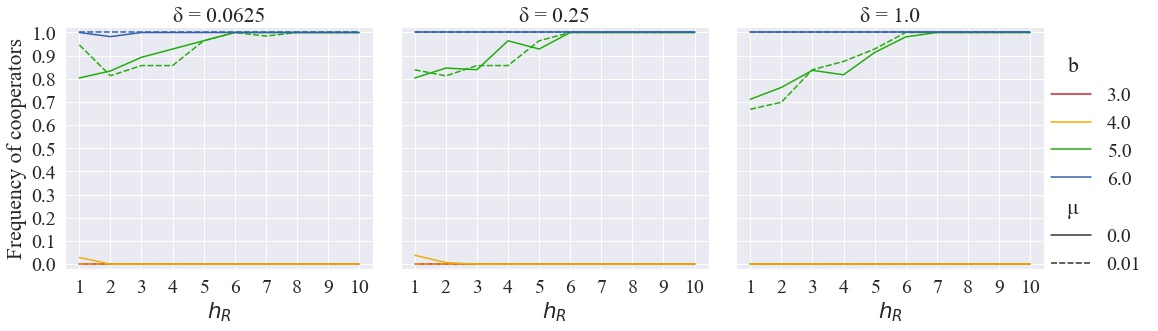 δ = 0.0625
δ = 0.25
δ = 1.0
Frequency of cooperators
1.0
0.9
0.8
0.7
0.6
0.5
0.4
0.3
0.2
0.1
0.0
1 2 3 4 5 6 7 8 9 10
1 2 3 4 5 6 7 8 9 10
1 2 3 4 5 6 7 8 9 10
h_R
h_R
h_R
b
3.0
4.0
5.0
6.0
μ
0.0
0.01